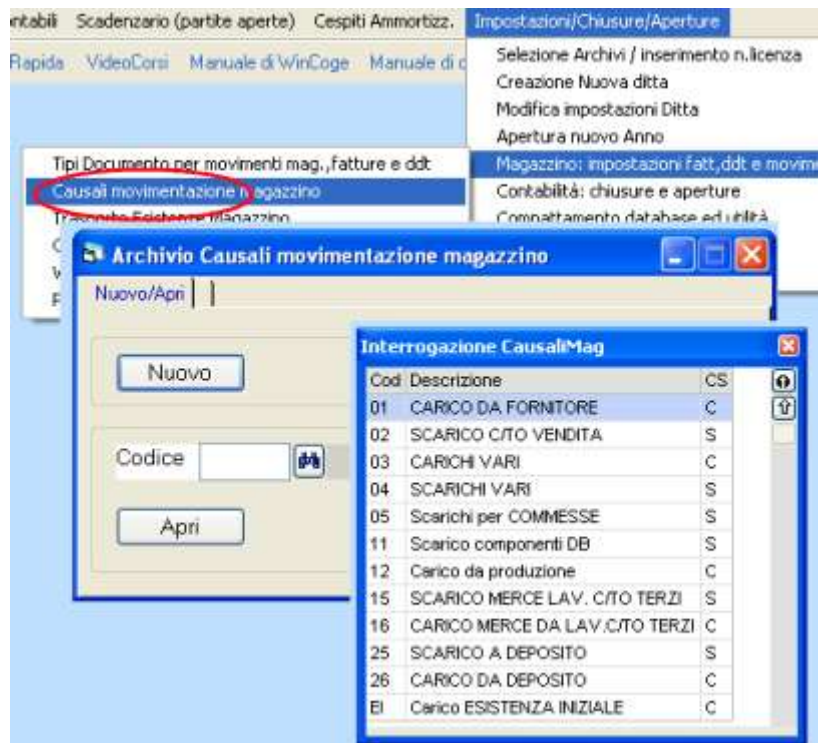 ntabili Scadenzario (partite aperte) Cespiti Ammortizz. Impostazioni/Chiusure/Aperture
Rapida VideoCorsi Manuale di WinCoge Manuale di c
Selezione Archivi / inserimento n.licenza
Creazione Nuova ditta
Modifica impostazioni Ditta
Apertura nuovo Anno
Magazzino: impostazioni fatt,ddt e movime
Contabilità: chiusure e aperture
Compattamento database ed utilità
Tipi Documento per movimenti mag.,fatture e ddt
Causali movimentazione magazzino
Trasporto Esistenze Magazzino
Archivio Causali movimentazione magazzino
Nuovo/Apri
Nuovo
Codice
Apri
Interrogazione CausaliMag
Cod Descrizione CS
01 CARICO DA FORNITORE C
02 SCARICO C/TO VENDITA S
03 CARICHI VARI C
04 SCARICHI VARI S
05 Scarichi per COMMESSE S
11 Scarico componenti DB S
12 Carico da produzione C
15 SCARICO MERCE LAV. C/TO TERZI S
16 CARICO MERCE DA LAV.C/TO TERZI C
25 SCARICO A DEPOSITO S
26 CARICO DA DEPOSITO C
EI Carico ESISTENZA INIZIALE C